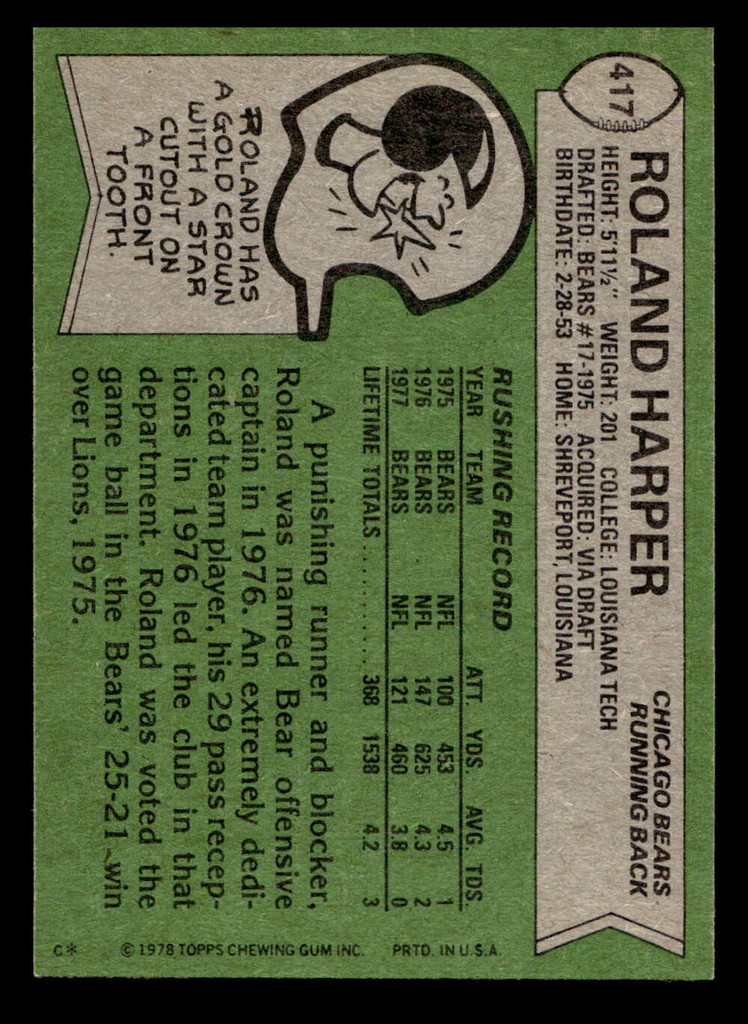 417
ROLAND HARPER
CHICAGO BEARS
RUNNING BACK
HEIGHT: 5'11½" WEIGHT: 201 COLLEGE: LOUISIANA TECH
DRAFTED: BEARS #17-1975 ACQUIRED: VIA DRAFT
BIRTHDATE: 2-28-53 HOME: SHREVEPORT, LOUISIANA
ROLAND HAS
A GOLD CROWN
WITH A STAR
CUTOUT ON
A FRONT
TOOTH.
RUSHING RECORD
YEAR TEAM ATT. YDS. AVG. TDS.
1975 BEARS NFL 100 453 4.5 1
1976 BEARS NFL 147 625 4.3 2
1977 BEARS NFL 121 460 3.8 0
LIFETIME TOTALS ............ 368 1538 4.2 3
A punishing runner and blocker,
Roland was named Bear offensive
captain in 1976. An extremely dedi-
cated team player, his 29 pass recep-
tions in 1976 led the club in that
department. Roland was voted the
game ball in the Bears' 25-21 win
over Lions, 1975.
C* © 1978 TOPPS CHEWING GUM INC. PRTD. IN U.S.A.